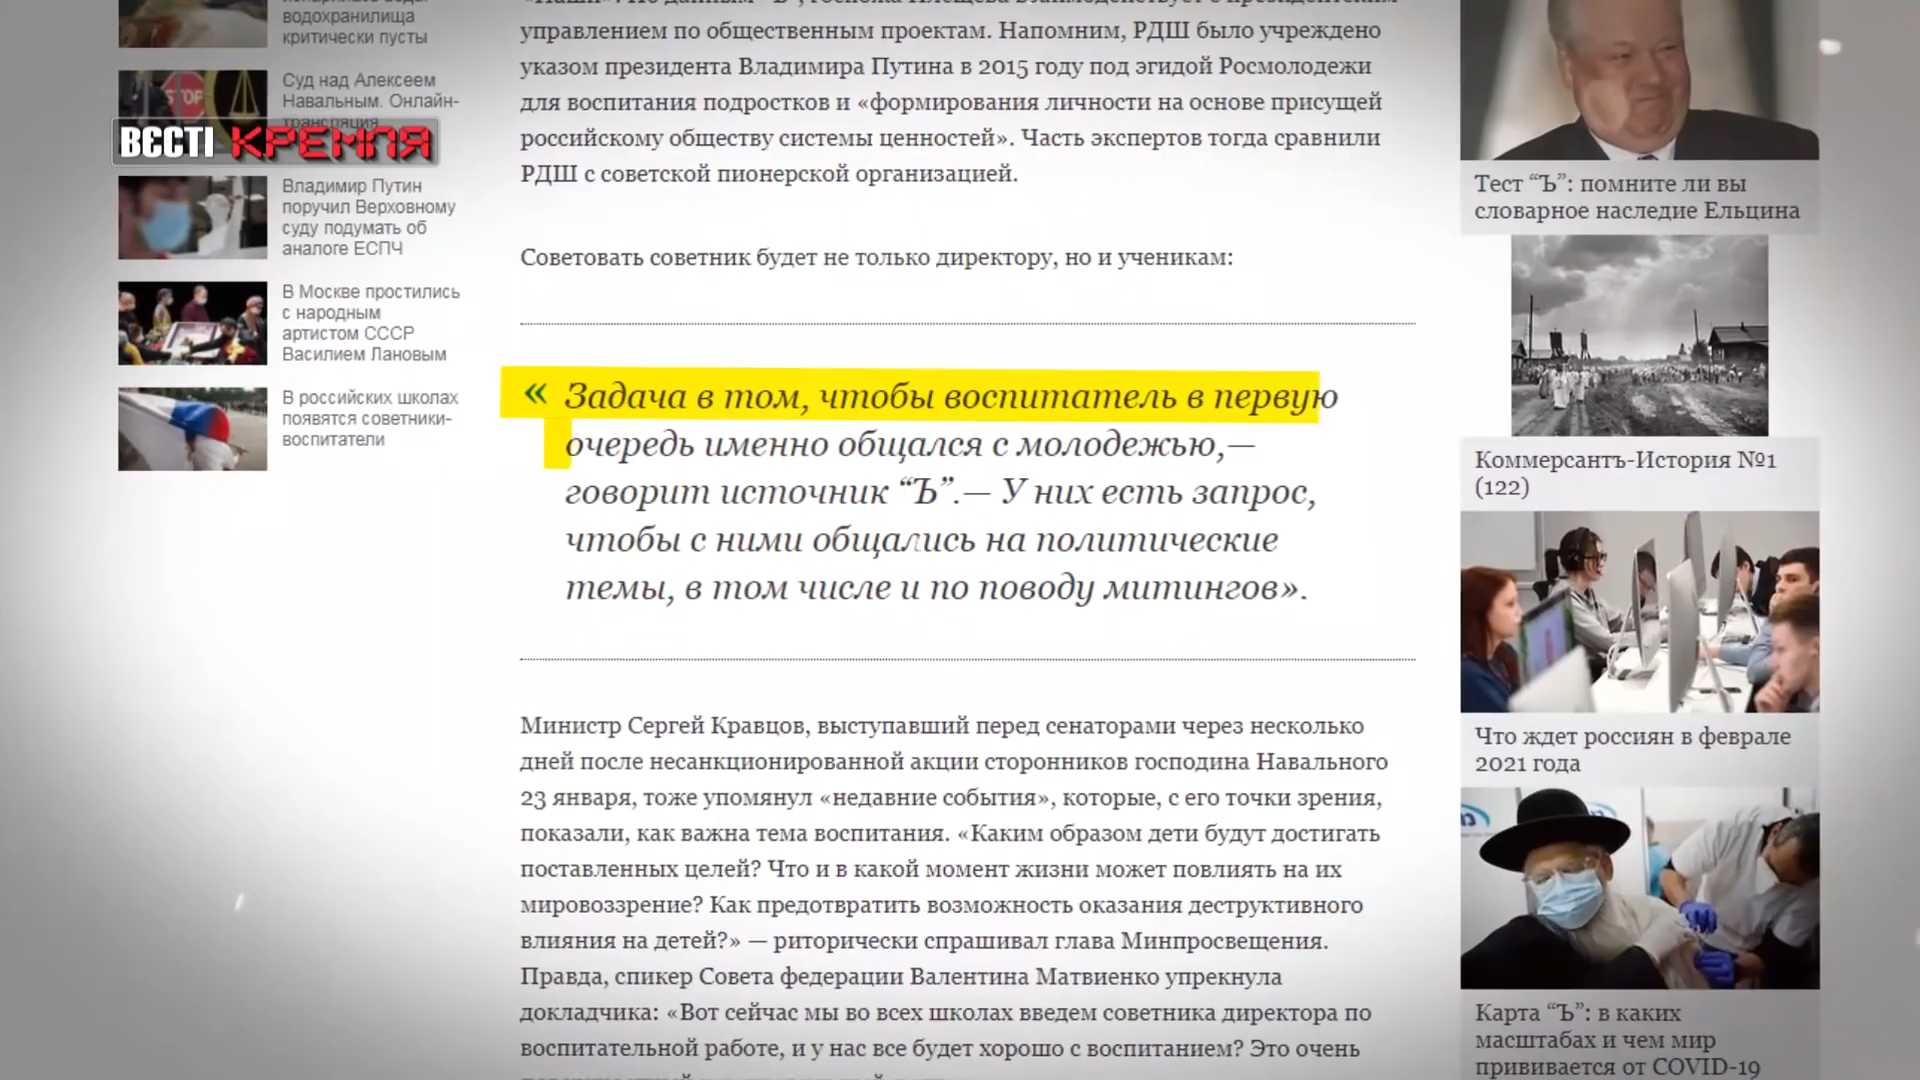 водохранилища
критически пусты
Суд над Алексеем
Навальным. Онлайн-
трансляция
ВЕСТІ КРЕМЛЯ
Владимир Путин
поручил Верховному
суду подумать об
аналоге ЕСПЧ
В Москве простились
с народным
артистом СССР
Василием Лановым
В российских школах
появятся советники-
воспитатели
управлением по общественным проектам. Напомним, РДШ было учреждено
указом президента Владимира Путина в 2015 году под эгидой Росмолодежи
для воспитания подростков и «формирования личности на основе присущей
российскому обществу системы ценностей». Часть экспертов тогда сравнили
РДШ с советской пионерской организацией.
Советовать советник будет не только директору, но и ученикам:
« Задача в том, чтобы воспитатель в первую
очередь именно общался с молодежью,—
говорит источник “Ъ”.— У них есть запрос,
чтобы с ними общались на политические
темы, в том числе и по поводу митингов».
Министр Сергей Кравцов, выступавший перед сенаторами через несколько
дней после несанкционированной акции сторонников господина Навального
23 января, тоже упомянул «недавние события», которые, с его точки зрения,
показали, как важна тема воспитания. «Каким образом дети будут достигать
поставленных целей? Что и в какой момент жизни может повлиять на их
мировоззрение? Как предотвратить возможность оказания деструктивного
влияния на детей?» — риторически спрашивал глава Минпросвещения.
Правда, спикер Совета федерации Валентина Матвиенко упрекнула
докладчика: «Вот сейчас мы во всех школах введем советника директора по
воспитательной работе, и у нас все будет хорошо с воспитанием? Это очень
Тест “Ъ”: помните ли вы
словарное наследие Ельцина
Коммерсантъ-История №1
(122)
Что ждет россиян в феврале
2021 года
Карта “Ъ”: в каких
масштабах и чем мир
прививается от COVID-19